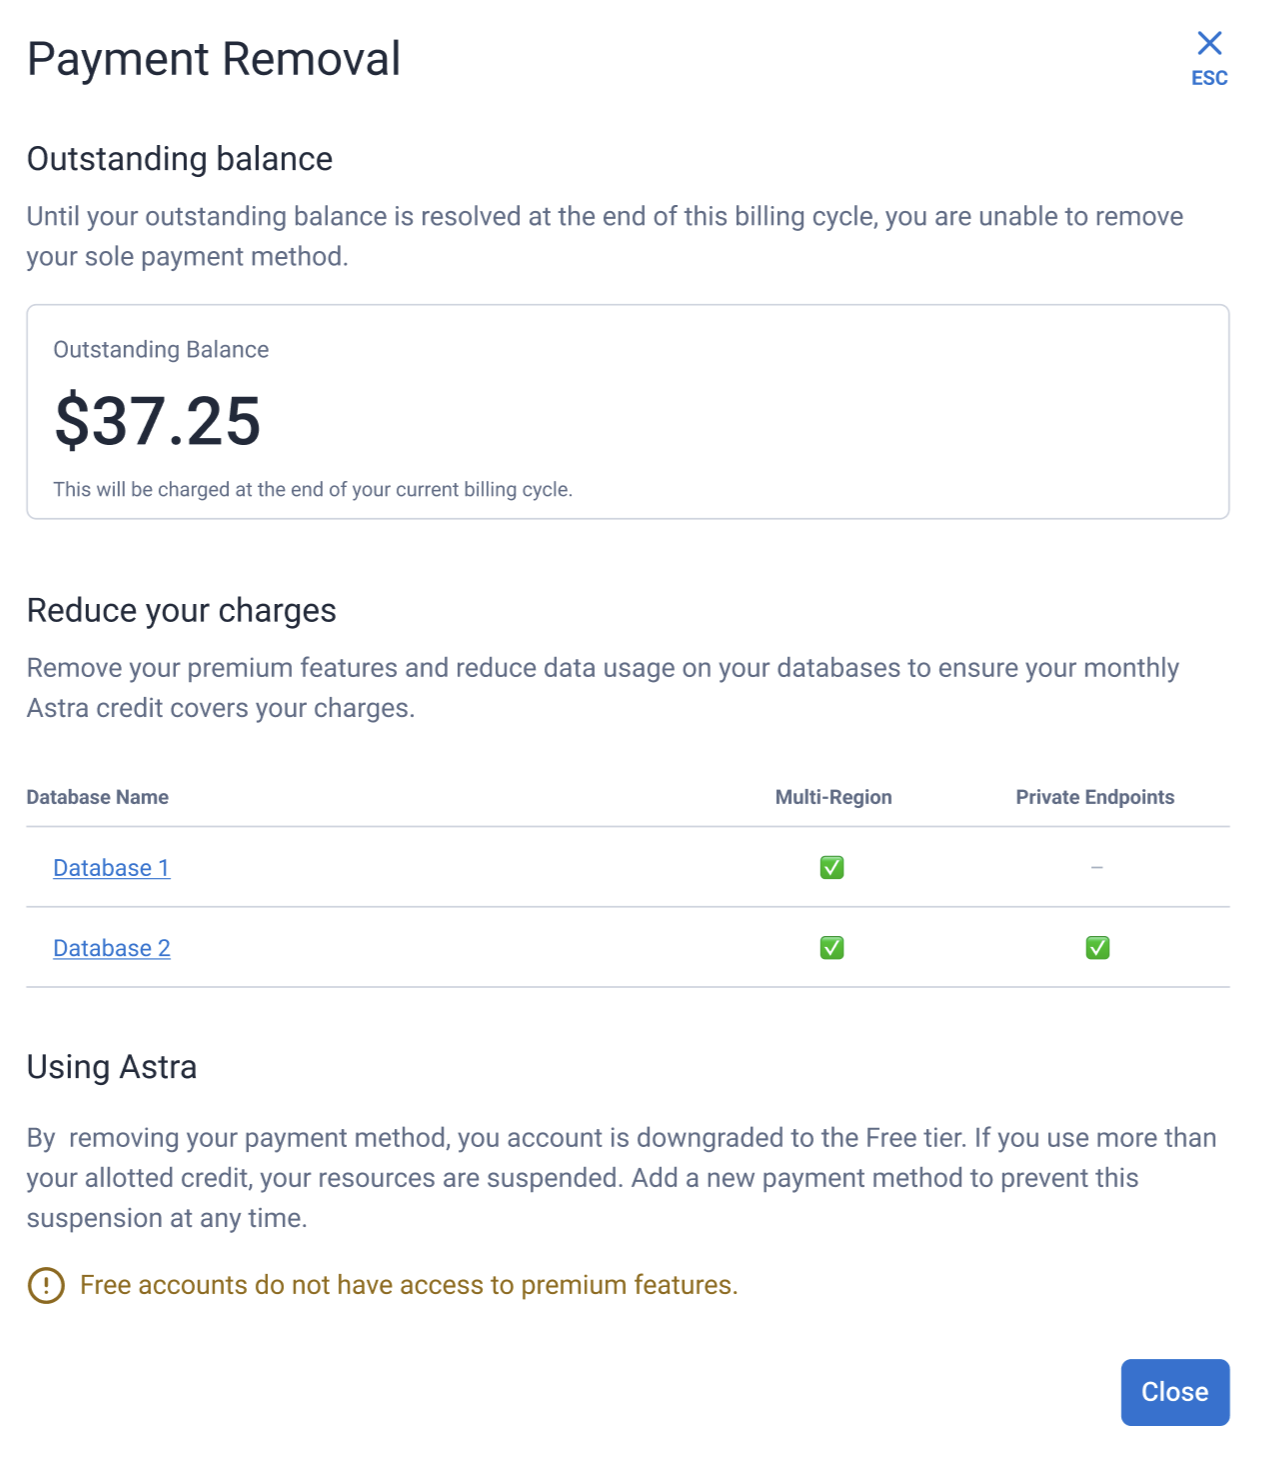 Payment Removal
ESC
Outstanding balance
Until your outstanding balance is resolved at the end of this billing cycle, you are unable to remove
your sole payment method.
Outstanding Balance
$37.25
This will be charged at the end of your current billing cycle.
Reduce your charges
Remove your premium features and reduce data usage on your databases to ensure your monthly
Astra credit covers your charges.
Database Name Multi-Region Private Endpoints
Database 1 ✅ –
Database 2 ✅ ✅
Using Astra
By  removing your payment method, you account is downgraded to the Free tier. If you use more than
your allotted credit, your resources are suspended. Add a new payment method to prevent this
suspension at any time.
Free accounts do not have access to premium features.
Close